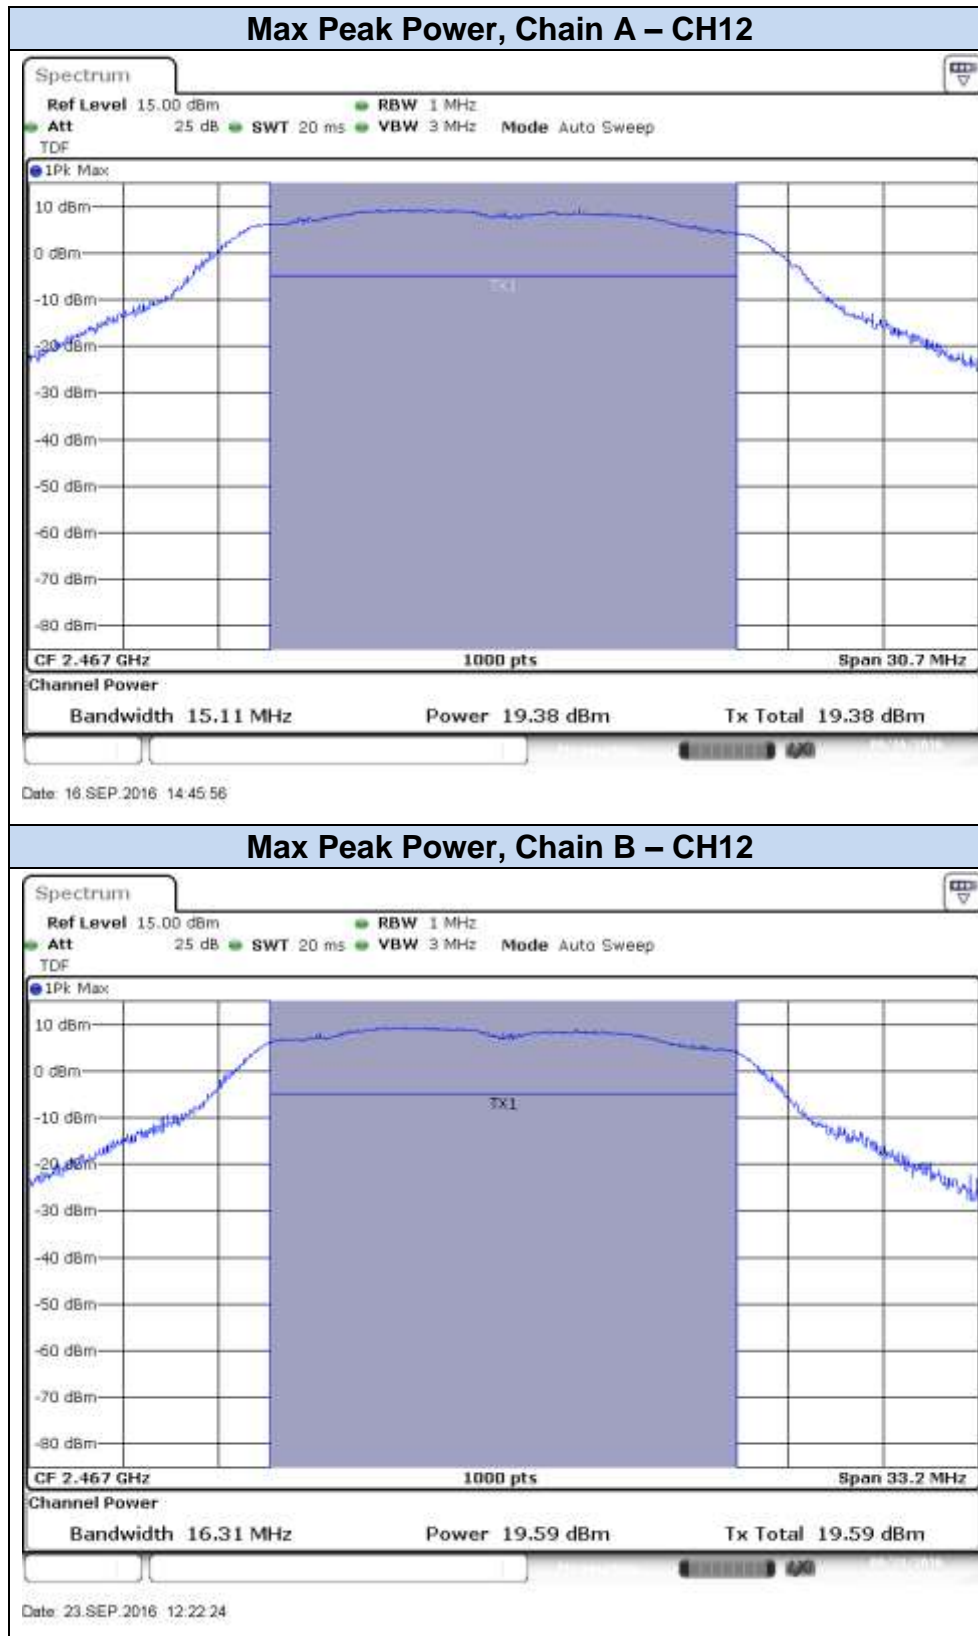 Max Peak Power, Chain A – CH12
Spectrum
Ref Level 15.00 dBm RBW 1 MHz
Att 25 dB SWT 20 ms VBW 3 MHz Mode Auto Sweep
TDF
1Pk Max
10 dBm
0 dBm
TX1
-10 dBm
-20 dBm
-30 dBm
-40 dBm
-50 dBm
-60 dBm
-70 dBm
-80 dBm
CF 2.467 GHz 1000 pts Span 30.7 MHz
Channel Power
Bandwidth 15.11 MHz Power 19.38 dBm Tx Total 19.38 dBm
Date: 16.SEP.2016 14:45:56
Max Peak Power, Chain B – CH12
Spectrum
Ref Level 15.00 dBm RBW 1 MHz
Att 25 dB SWT 20 ms VBW 3 MHz Mode Auto Sweep
TDF
1Pk Max
10 dBm
0 dBm
TX1
-10 dBm
-20 dBm
-30 dBm
-40 dBm
-50 dBm
-60 dBm
-70 dBm
-80 dBm
CF 2.467 GHz 1000 pts Span 33.2 MHz
Channel Power
Bandwidth 16.31 MHz Power 19.59 dBm Tx Total 19.59 dBm
Date: 23.SEP.2016 12:22:24